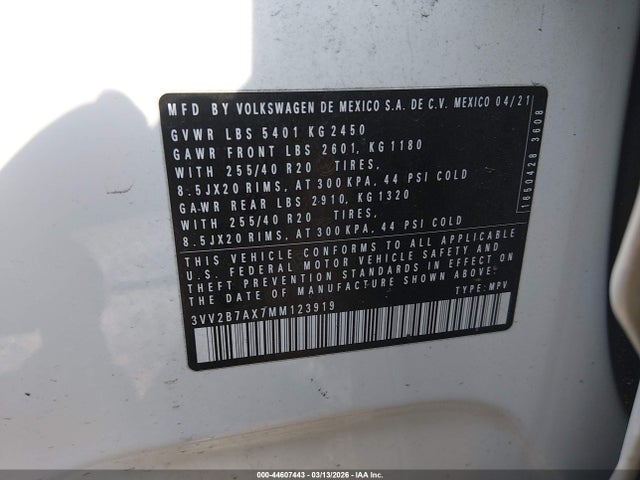 MFD BY VOLKSWAGEN DE MEXICO S.A. DE C.V. MEXICO 04/21
GVWR LBS 5401 KG 2450
GAWR FRONT LBS 2601, KG 1180
WITH 255/40 R20 TIRES,
8.5JX20 RIMS, AT 300 KPA, 44 PSI COLD
GAWR REAR LBS 2910, KG 1320
WITH 255/40 R20 TIRES,
8.5JX20 RIMS, AT 300 KPA, 44 PSI COLD
1650428 3608
THIS VEHICLE CONFORMS TO ALL APPLICABLE
U.S. FEDERAL MOTOR VEHICLE SAFETY AND
THEFT PREVENTION STANDARDS IN EFFECT ON
THE DATE OF MANUFACTURE SHOWN ABOVE.
3VV2B7AX7MM123919 TYPE: MPV
000-44607443 - 03/13/2026 - IAA Inc.